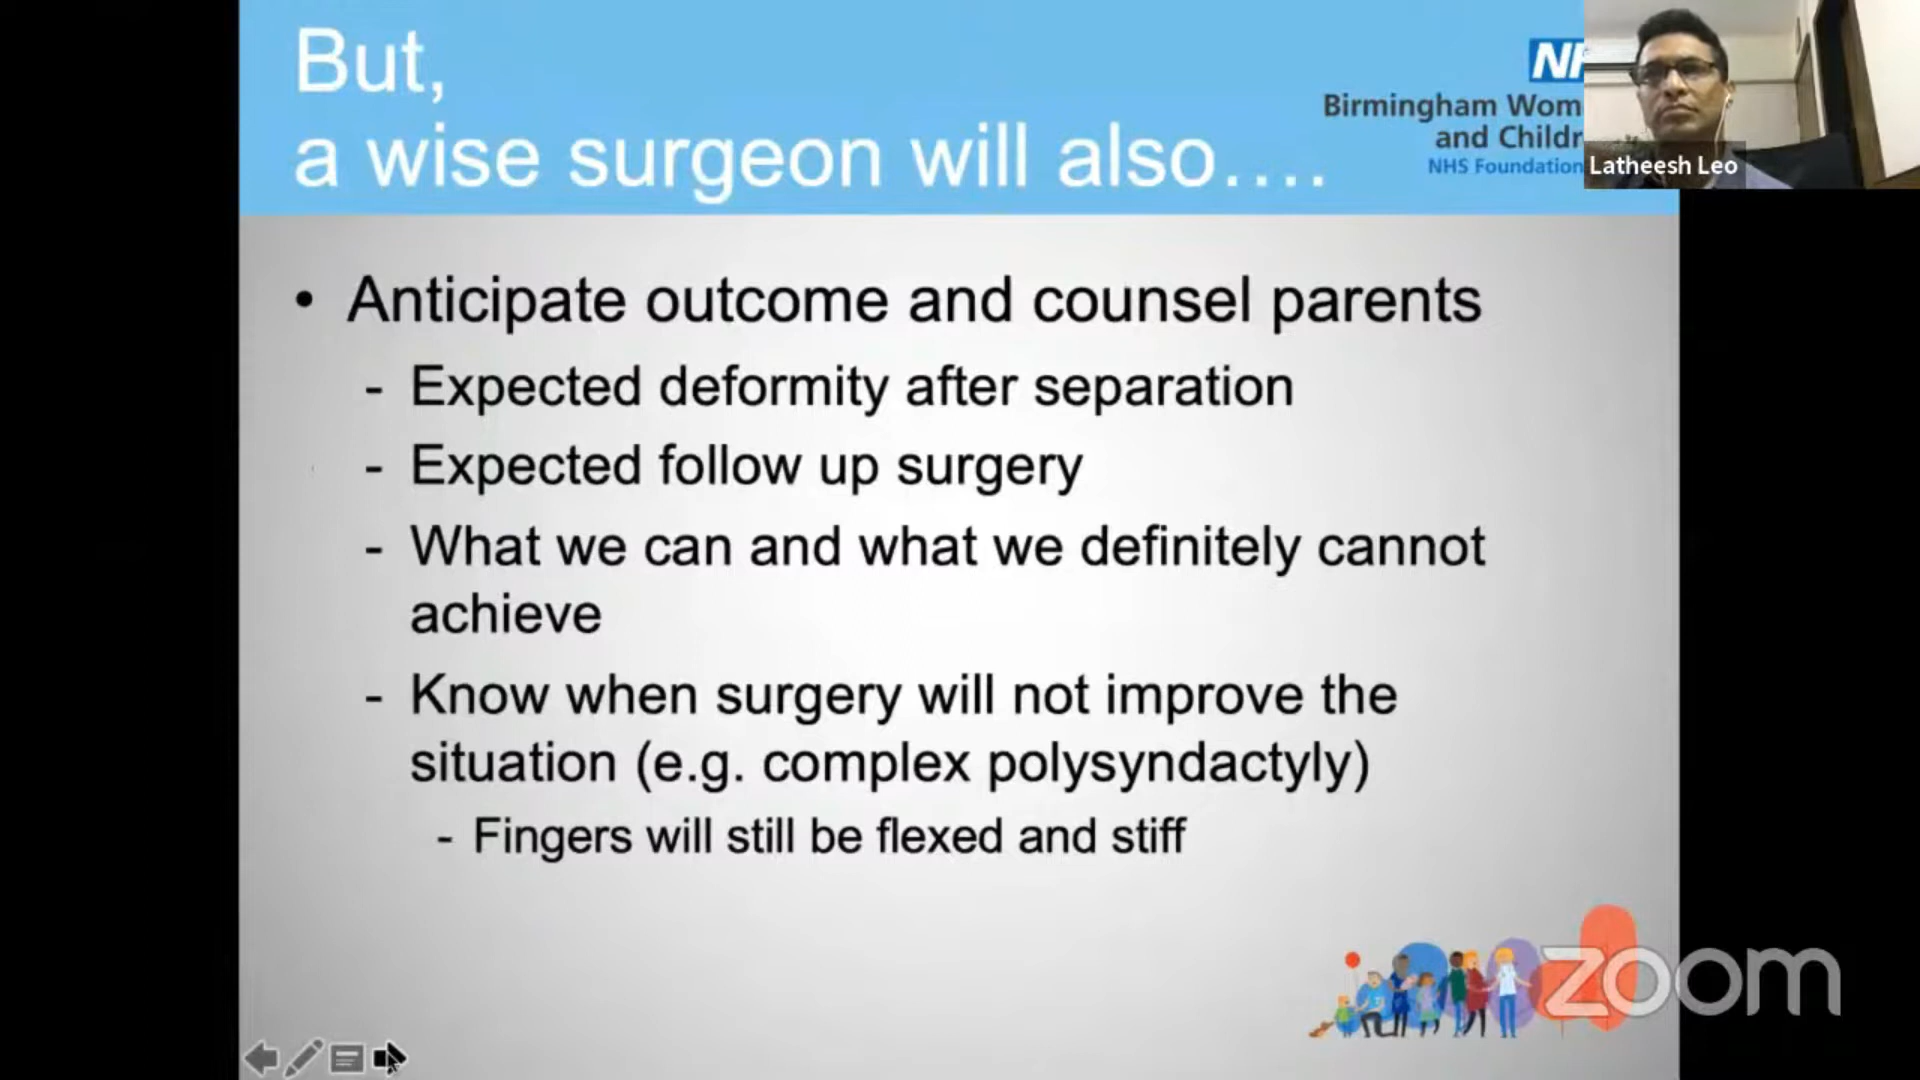 But,
a wise surgeon will also....
Birmingham
and
NHS Foundation
Latheesh Leo
• Anticipate outcome and counsel parents
- Expected deformity after separation
- Expected follow up surgery
- What we can and what we definitely cannot
achieve
- Know when surgery will not improve the
situation (e.g. complex polysyndactyly)
- Fingers will still be flexed and stiff
zoom